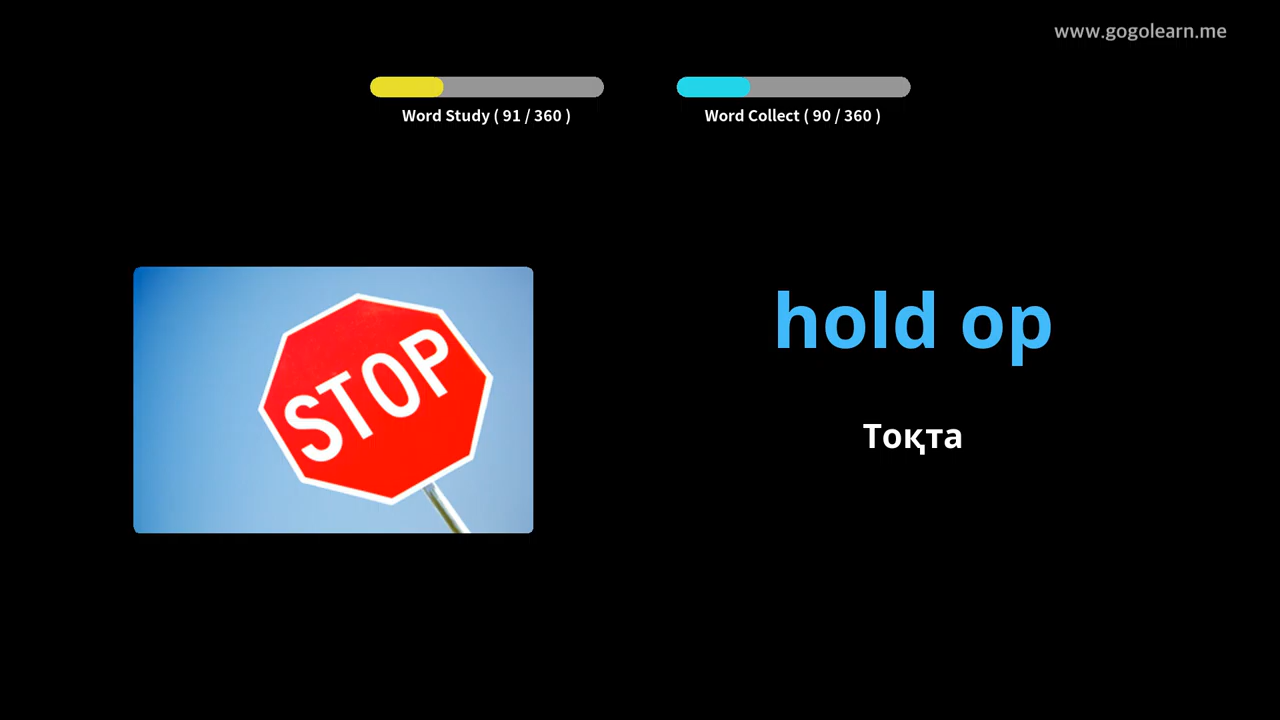 www.gogolearn.me
Word Study ( 91 / 360 )
Word Collect ( 90 / 360 )
STOP
hold op
Тоқта